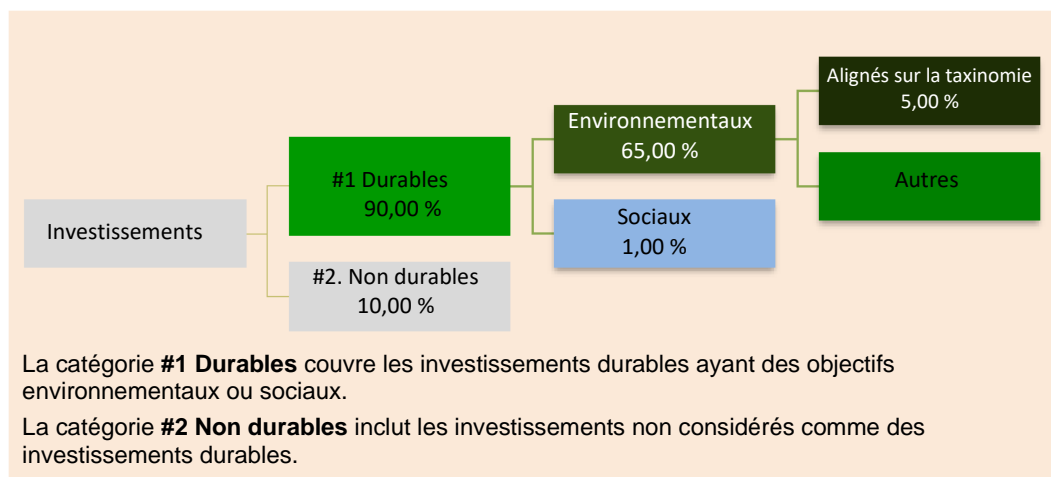 Alignés sur la taxinomie
5,00 %
Environnementaux
65,00 %
#1 Durables
90,00 %
Autres
Investissements
Sociaux
1,00 %
#2. Non durables
10,00 %
La catégorie #1 Durables couvre les investissements durables ayant des objectifs
environnementaux ou sociaux.
La catégorie #2 Non durables inclut les investissements non considérés comme des
investissements durables.